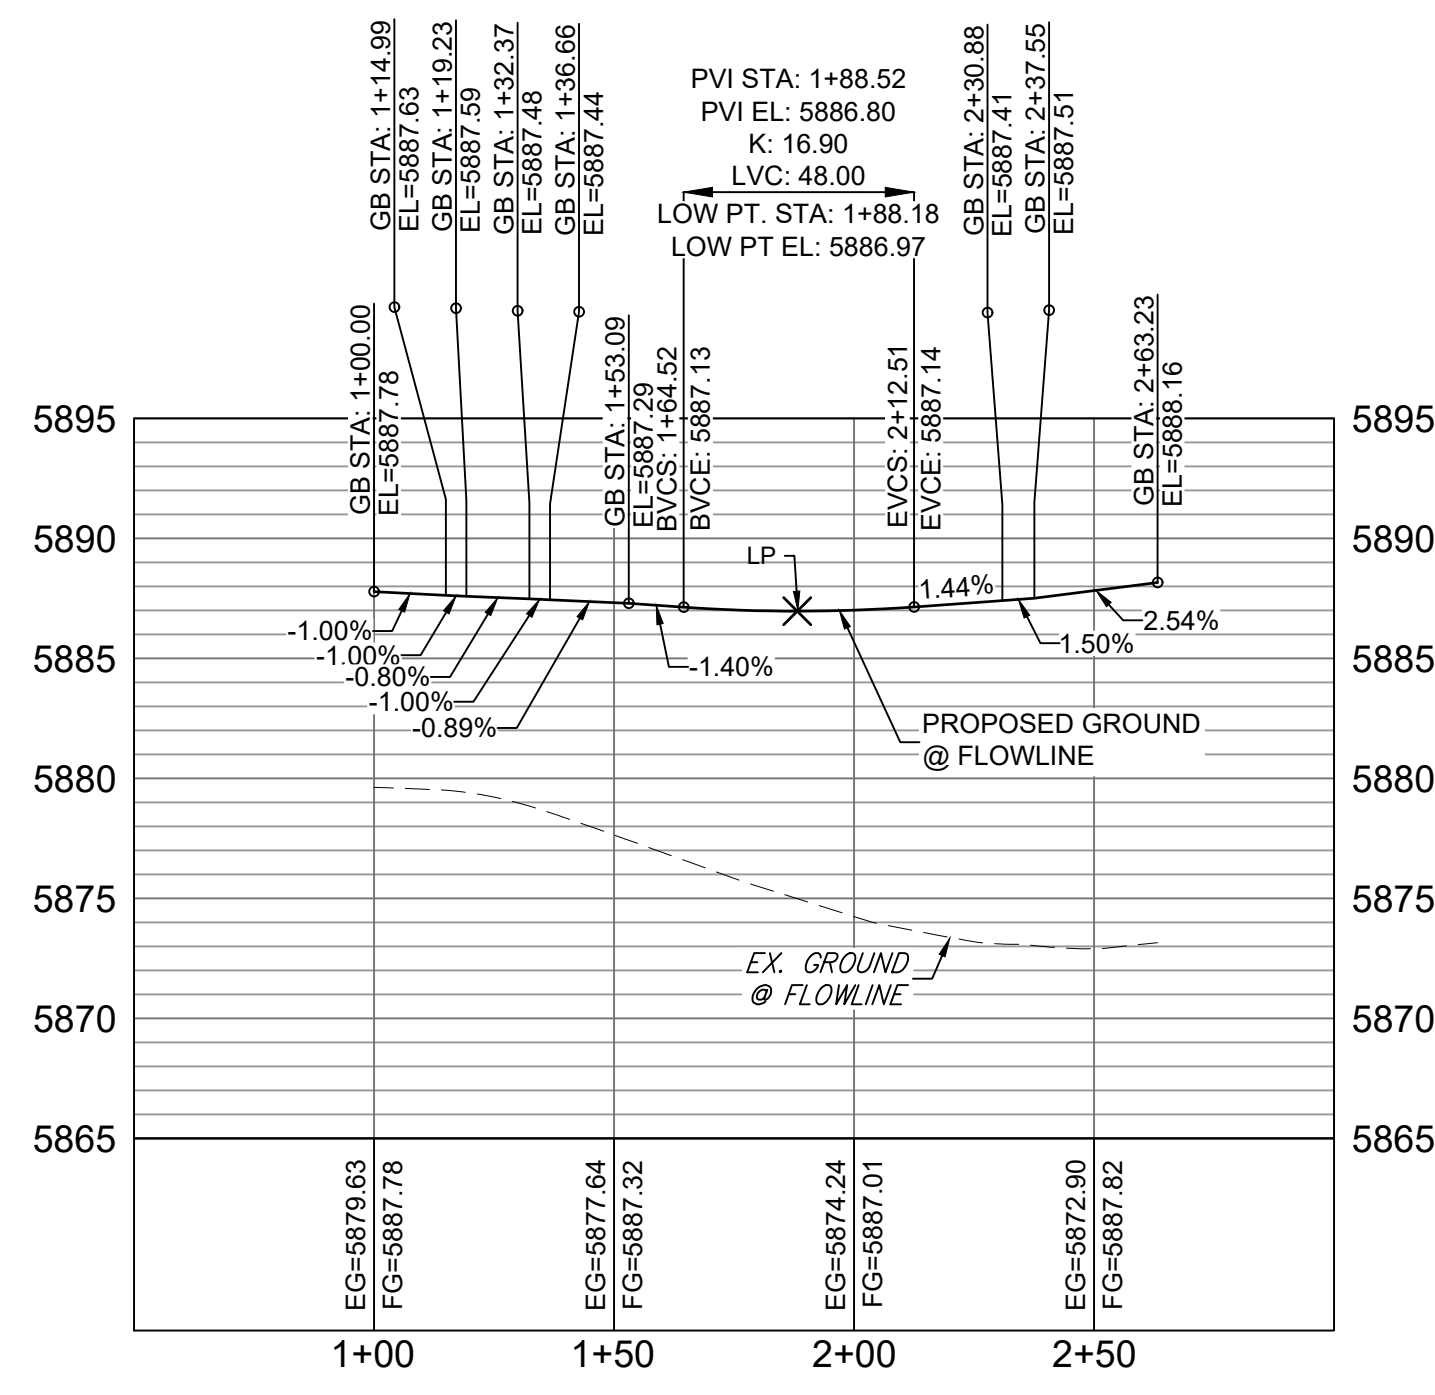 GB STA: 1+14.99
EL=5887.63
GB STA: 1+19.23
EL=5887.59
GB STA: 1+32.37
EL=5887.48
GB STA: 1+36.66
EL=5887.44
PVI STA: 1+88.52
PVI EL: 5886.80
K: 16.90
LVC: 48.00
LOW PT. STA: 1+88.18
LOW PT EL: 5886.97
GB STA: 2+30.88
EL=5887.41
GB STA: 2+37.55
EL=5887.51
GB STA: 1+00.00
EL=5887.78
GB STA: 1+53.09
EL=5887.29
BVCS: 1+64.52
BVCE: 5887.13
EVCS: 2+12.51
EVCE: 5887.14
GB STA: 2+63.23
EL=5888.16
5895
5895
5890
5890
LP
1.44%
-1.00%
-1.00%
-0.80%
-1.00%
-0.89%
-1.40%
1.50%
2.54%
5885
5885
PROPOSED GROUND
@ FLOWLINE
5880
5880
5875
5875
EX. GROUND
@ FLOWLINE
5870
5870
5865
5865
EG=5879.63
FG=5887.78
EG=5877.64
FG=5887.32
EG=5874.24
FG=5887.01
EG=5872.90
FG=5887.82
1+00
1+50
2+00
2+50